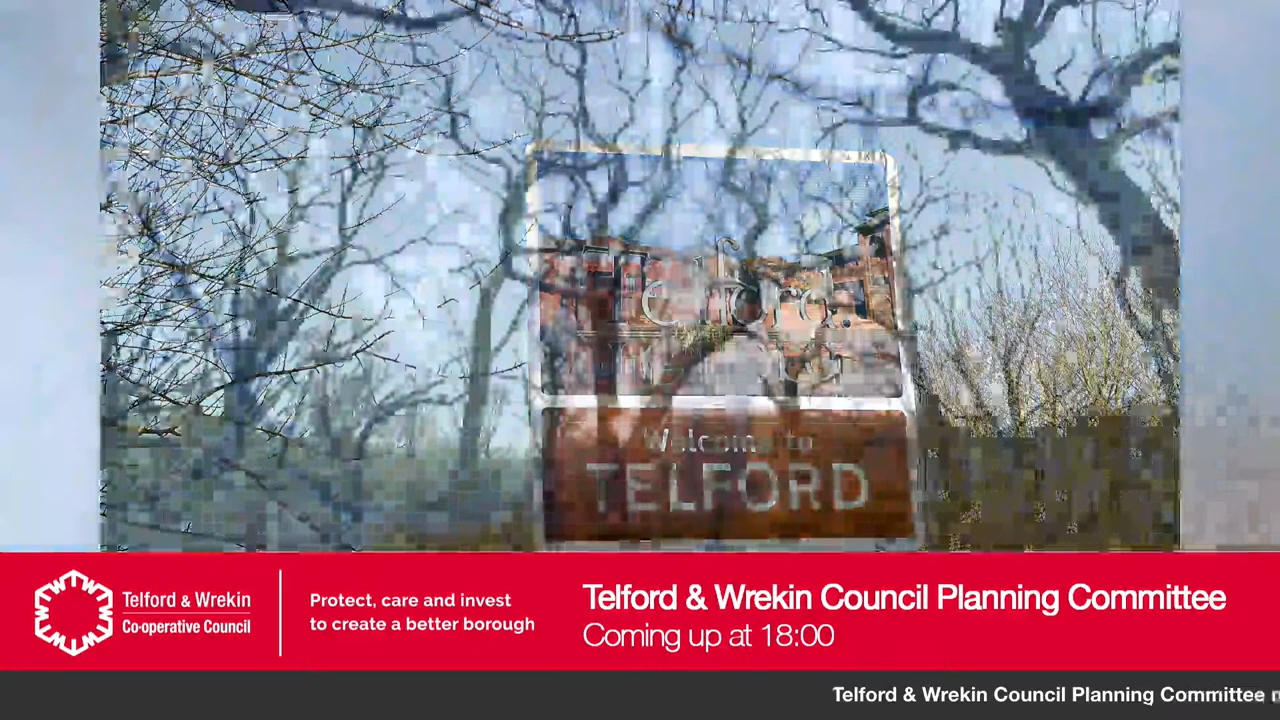 Telford.
Welcome to
TELFORD
Telford & Wrekin
Co-operative Council
Protect, care and invest
to create a better borough
Telford & Wrekin Council Planning Committee
Coming up at 18:00
Telford & Wrekin Council Planning Committee